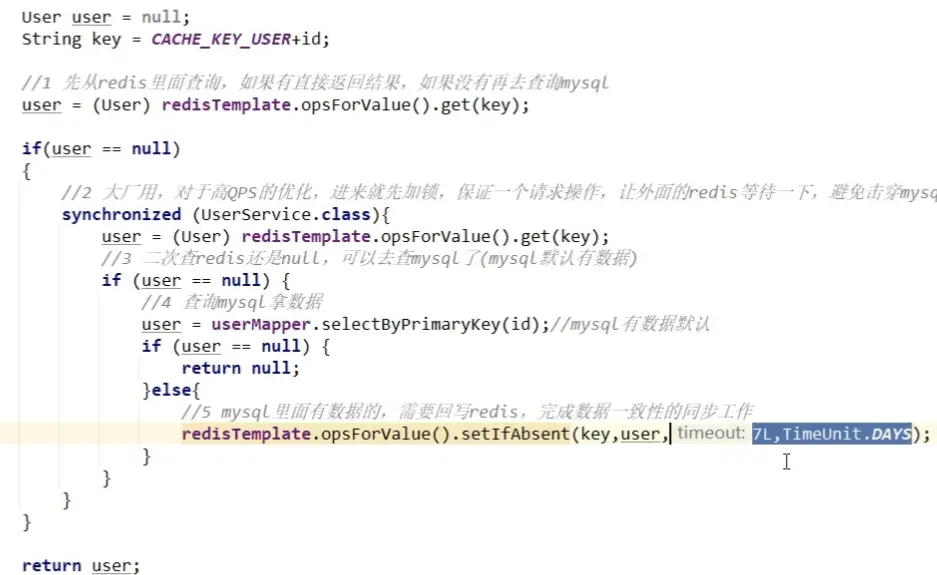 User user = null;
String key = CACHE_KEY_USER+id;
//1 先从redis里面查询，如果有直接返回结果，如果没有再去查询mysql
user = (User) redisTemplate.opsForValue().get(key);
if(user == null)
{
//2 大厂用，对于高QPS的优化，进来就先加锁，保证一个请求操作，让外面的redis等待一下，避免击穿mysq
synchronized (UserService.class){
user = (User) redisTemplate.opsForValue().get(key);
//3 二次查redis还是null，可以去查mysql了(mysql默认有数据)
if (user == null) {
//4 查询mysql拿数据
user = userMapper.selectByPrimaryKey(id);//mysql有数据默认
if (user == null) {
return null;
}else{
//5 mysql里面有数据的，需要回写redis，完成数据一致性的同步工作
redisTemplate.opsForValue().setIfAbsent(key,user, timeout: 7L,TimeUnit.DAYS);
}
}
}
}
return user;